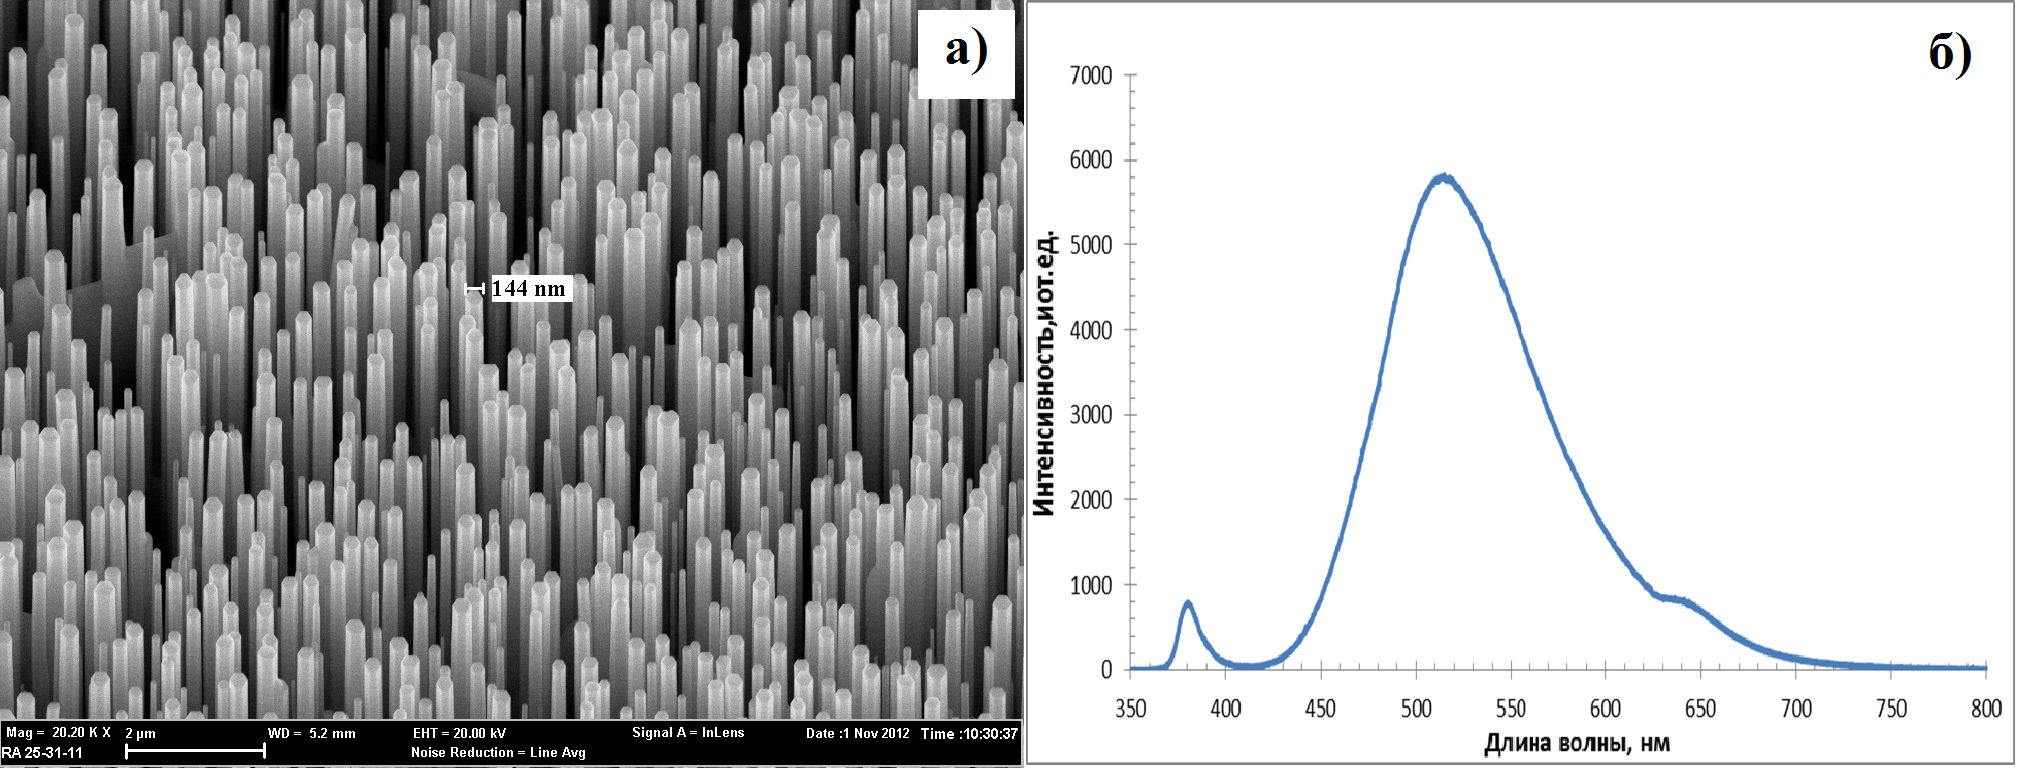 а)
144 nm
Mag = 20.20 K X 2 µm WD = 5.2 mm EHT = 20.00 kV Signal A = InLens Date :1 Nov 2012 Time :10:30:37
RA 25-31-11 Noise Reduction = Line Avg
б)
7000
6000
5000
4000
3000
2000
1000
0
Интенсивность,иот.ед.
350 400 450 500 550 600 650 700 750 800
Длина волны, нм